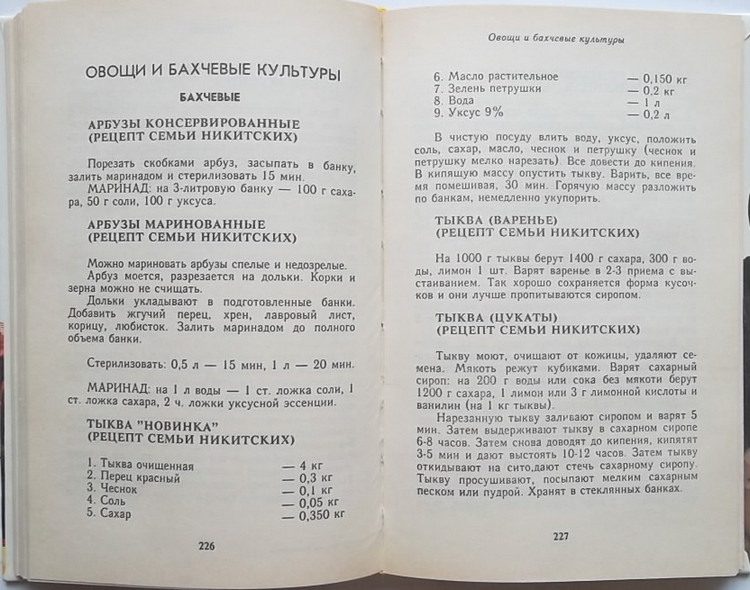 ОВОЩИ И БАХЧЕВЫЕ КУЛЬТУРЫ
БАХЧЕВЫЕ
АРБУЗЫ КОНСЕРВИРОВАННЫЕ
(РЕЦЕПТ СЕМЬИ НИКИТСКИХ)
Порезать скобками арбуз, засыпать в банку,
залить маринадом и стерилизовать 15 мин.
МАРИНАД: на 3-литровую банку — 100 г саха-
ра, 50 г соли, 100 г уксуса.
АРБУЗЫ МАРИНОВАННЫЕ
(РЕЦЕПТ СЕМЬИ НИКИТСКИХ)
Можно мариновать арбузы спелые и недозрелые.
Арбуз моется, разрезается на дольки. Корки и
зерна можно не счищать.
Дольки укладывают в подготовленные банки.
Добавить жгучий перец, хрен, лавровый лист,
корицу, любисток. Залить маринадом до полного
объема банки.
Стерилизовать: 0,5 л — 15 мин, 1 л — 20 мин.
МАРИНАД: на 1 л воды — 1 ст. ложка соли, 1
ст. ложка сахара, 2 ч. ложки уксусной эссенции.
ТЫКВА "НОВИНКА"
(РЕЦЕПТ СЕМЬИ НИКИТСКИХ)
1. Тыква очищенная — 4 кг
2. Перец красный — 0,3 кг
3. Чеснок — 0,1 кг
4. Соль — 0,05 кг
5. Сахар — 0,350 кг
226
Овощи и бахчевые культуры
6. Масло растительное — 0,150 кг
7. Зелень петрушки — 0,2 кг
8. Вода — 1 л
9. Уксус 9% — 0,2 л
В чистую посуду влить воду, уксус, положить
соль, сахар, масло, чеснок и петрушку (чеснок и
петрушку мелко нарезать). Все довести до кипения.
В кипящую массу опустить тыкву. Варить, все вре-
мя помешивая, 30 мин. Горячую массу разложить
по банкам, немедленно укупорить.
ТЫКВА (ВАРЕНЬЕ)
(РЕЦЕПТ СЕМЬИ НИКИТСКИХ)
На 1000 г тыквы берут 1400 г сахара, 300 г во-
ды, лимон 1 шт. Варят варенье в 2-3 приема с вы-
стаиванием. Так хорошо сохраняется форма кусоч-
ков и они лучше пропитываются сиропом.
ТЫКВА (ЦУКАТЫ)
(РЕЦЕПТ СЕМЬИ НИКИТСКИХ)
Тыкву моют, очищают от кожицы, удаляют се-
мена. Мякоть режут кубиками. Варят сахарный
сироп: на 200 г воды или сока без мякоти берут
1200 г сахара, 1 лимон или 3 г лимонной кислоты и
ванилин (на 1 кг тыквы).
Нарезанную тыкву заливают сиропом и варят 5
мин. Затем выдерживают тыкву в сахарном сиропе
6-8 часов. Затем снова доводят до кипения, кипятят
3-5 мин и дают выстоять 10-12 часов. Затем тыкву
откидывают на сито,дают стечь сахарному сиропу.
Тыкву просушивают, посыпают мелким сахарным
песком или пудрой. Хранят в стеклянных банках.
227